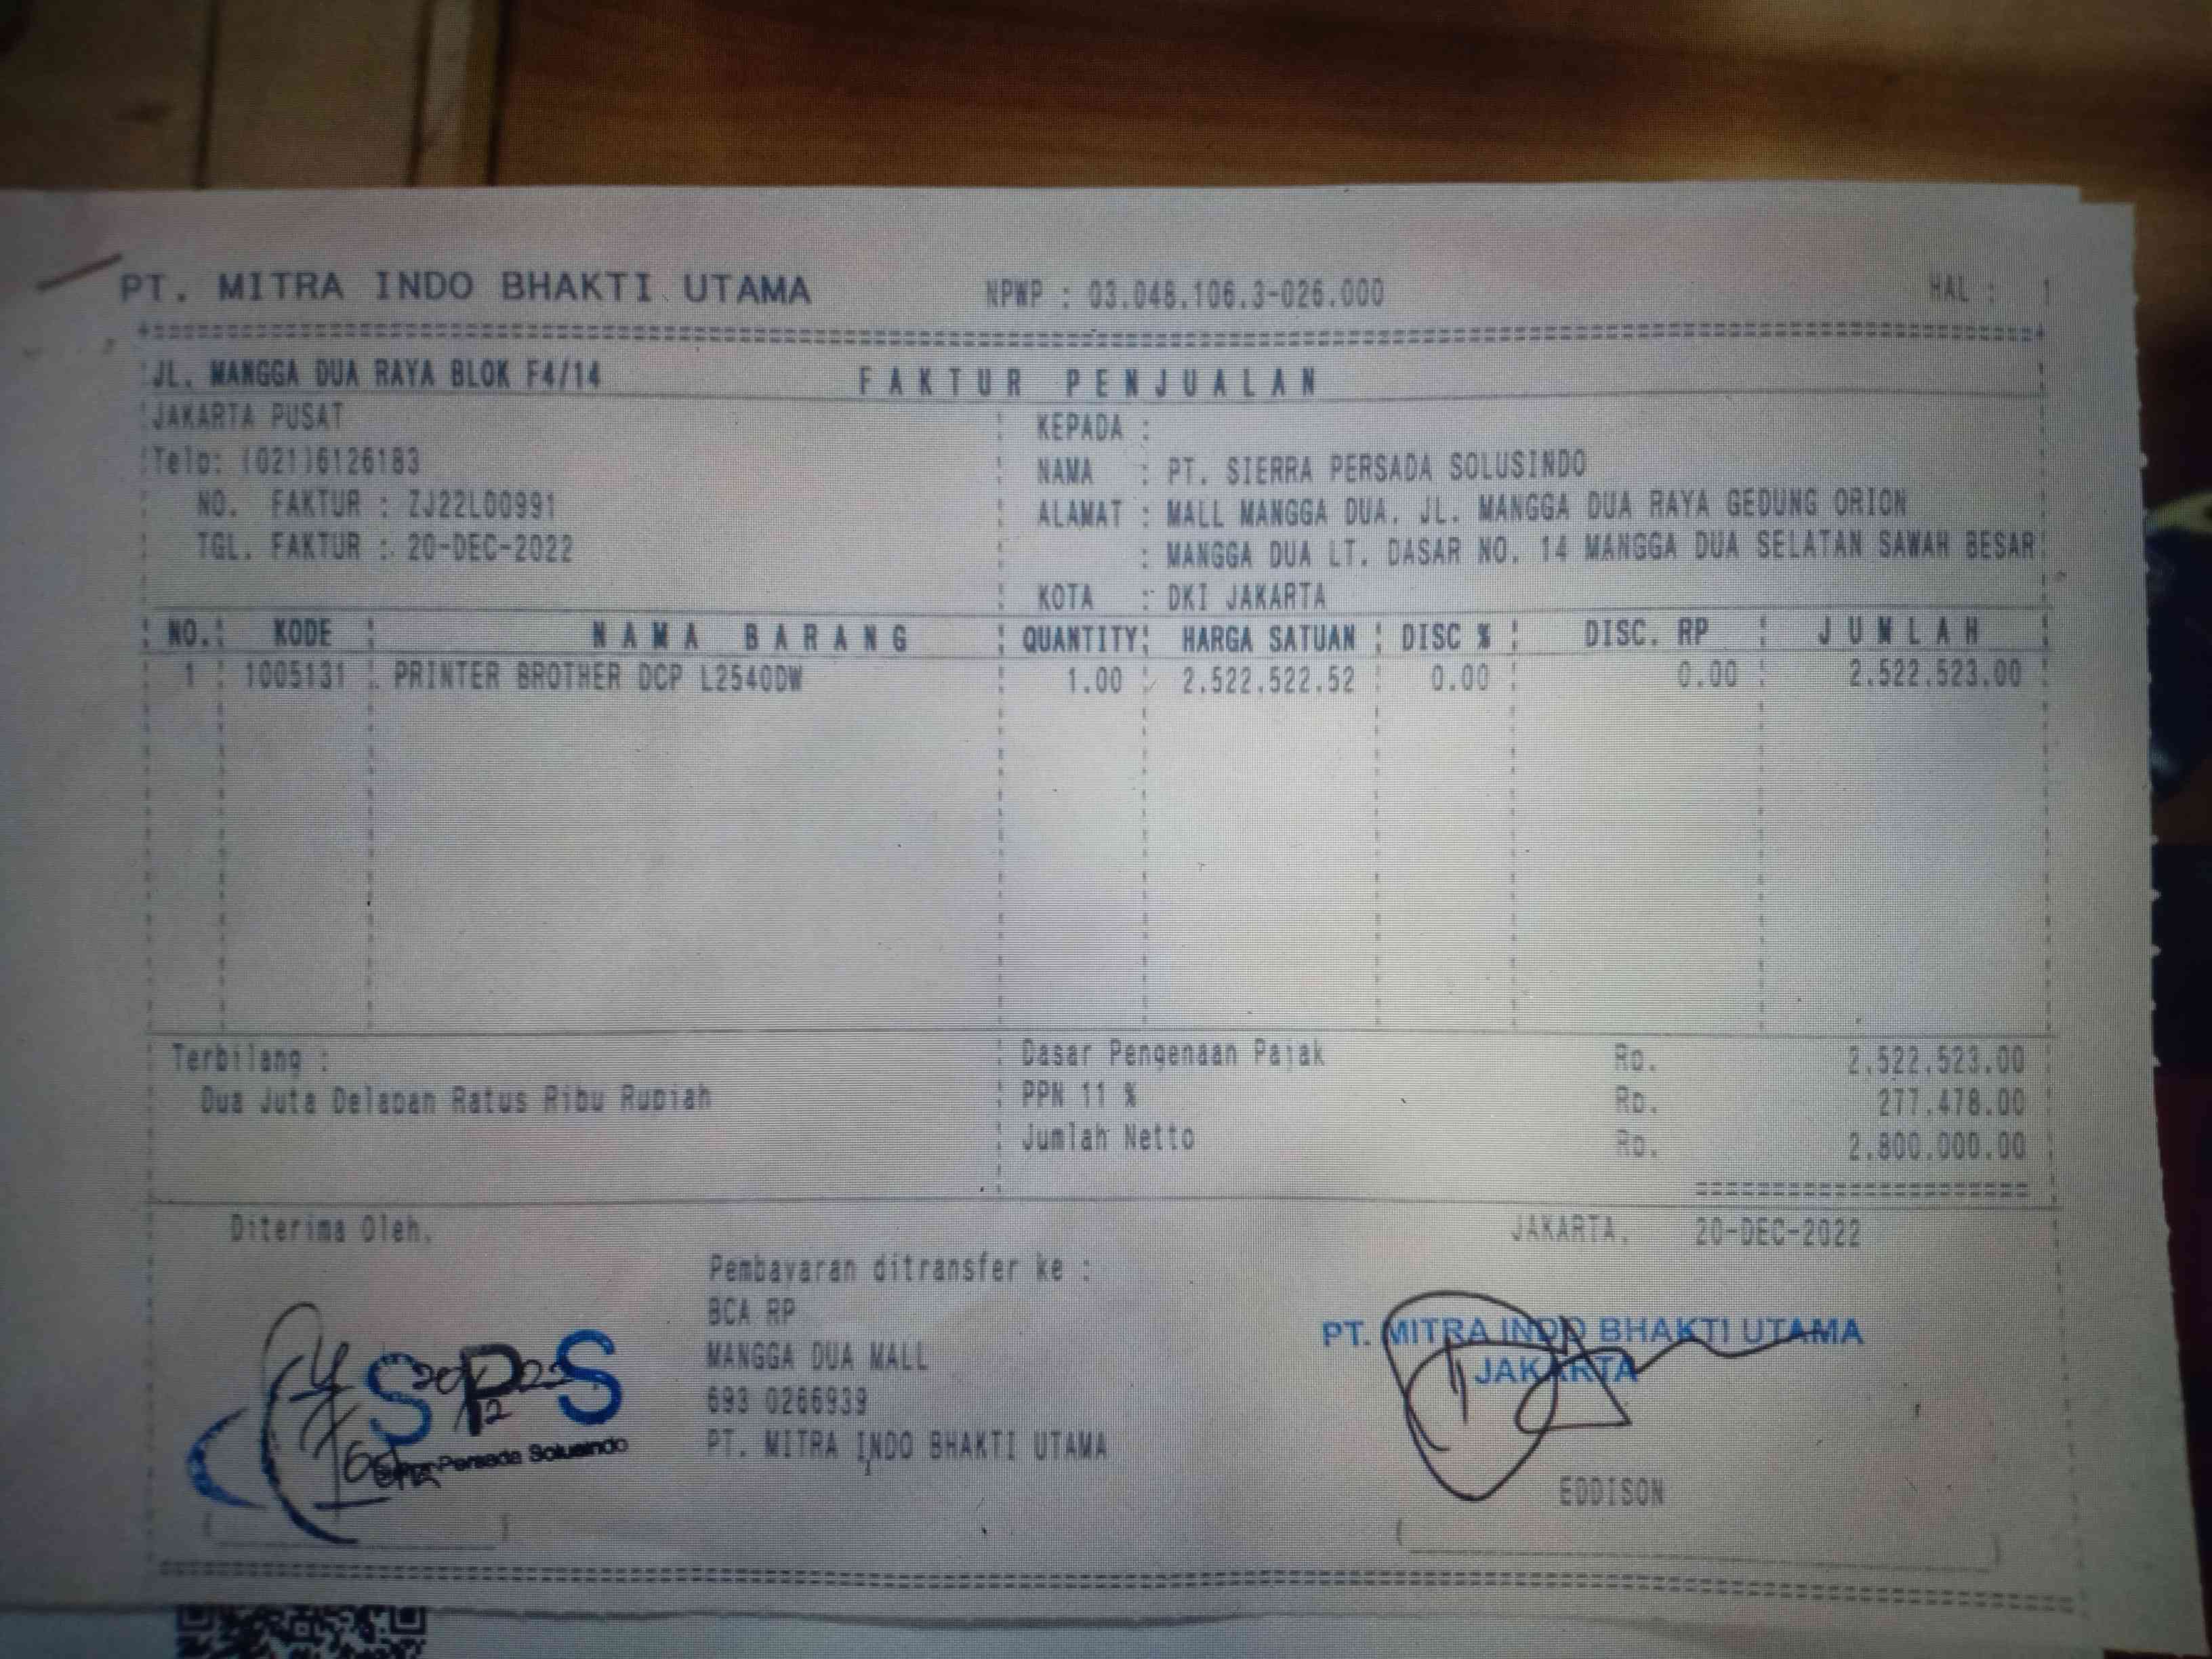 PT. MITRA INDO BHAKTI UTAMA NPWP : 03.048.106.3-026.000 HAL : 1
JL. MANGGA DUA RAYA BLOK F4/14 FAKTUR PENJUALAN
JAKARTA PUSAT
Telp: (021)6126183
NO. FAKTUR : ZJ22L00991
TGL. FAKTUR : 20-DEC-2022
KEPADA :
NAMA : PT. SIERRA PERSADA SOLUSINDO
ALAMAT : MALL MANGGA DUA. JL. MANGGA DUA RAYA GEDUNG ORION
: MANGGA DUA LT. DASAR NO. 14 MANGGA DUA SELATAN SAWAH BESAR
KOTA : DKI JAKARTA
NO. KODE NAMA BARANG QUANTITY HARGA SATUAN DISC % DISC. RP JUMLAH
1 1005131 PRINTER BROTHER DCP L2540DW 1.00 2.522.522.52 0.00 0.00 2.522.523.00
Terbilang :
Dua Juta Delapan Ratus Ribu Rupiah
Dasar Pengenaan Pajak Rp. 2.522.523.00
PPN 11 % Rp. 277.478.00
Jumlah Netto Rp. 2.800.000.00
Diterima Oleh,
Pembayaran ditransfer ke :
BCA RP
MANGGA DUA MALL
693 0266939
PT. MITRA INDO BHAKTI UTAMA
SPS
Persada Solusindo
JAKARTA, 20-DEC-2022
PT. MITRA INDO BHAKTI UTAMA
JAKARTA
EDDISON